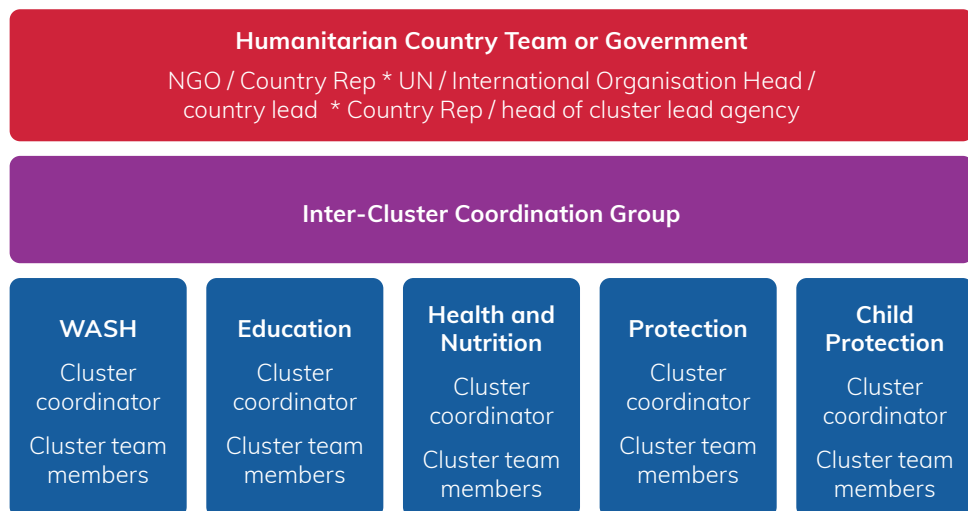 Humanitarian Country Team or Government
NGO / Country Rep * UN / International Organisation Head /
country lead * Country Rep / head of cluster lead agency
Inter-Cluster Coordination Group
WASH
Cluster
coordinator
Cluster team
members
Education
Cluster
coordinator
Cluster team
members
Health and
Nutrition
Cluster
coordinator
Cluster team
members
Protection
Cluster
coordinator
Cluster team
members
Child
Protection
Cluster
coordinator
Cluster team
members